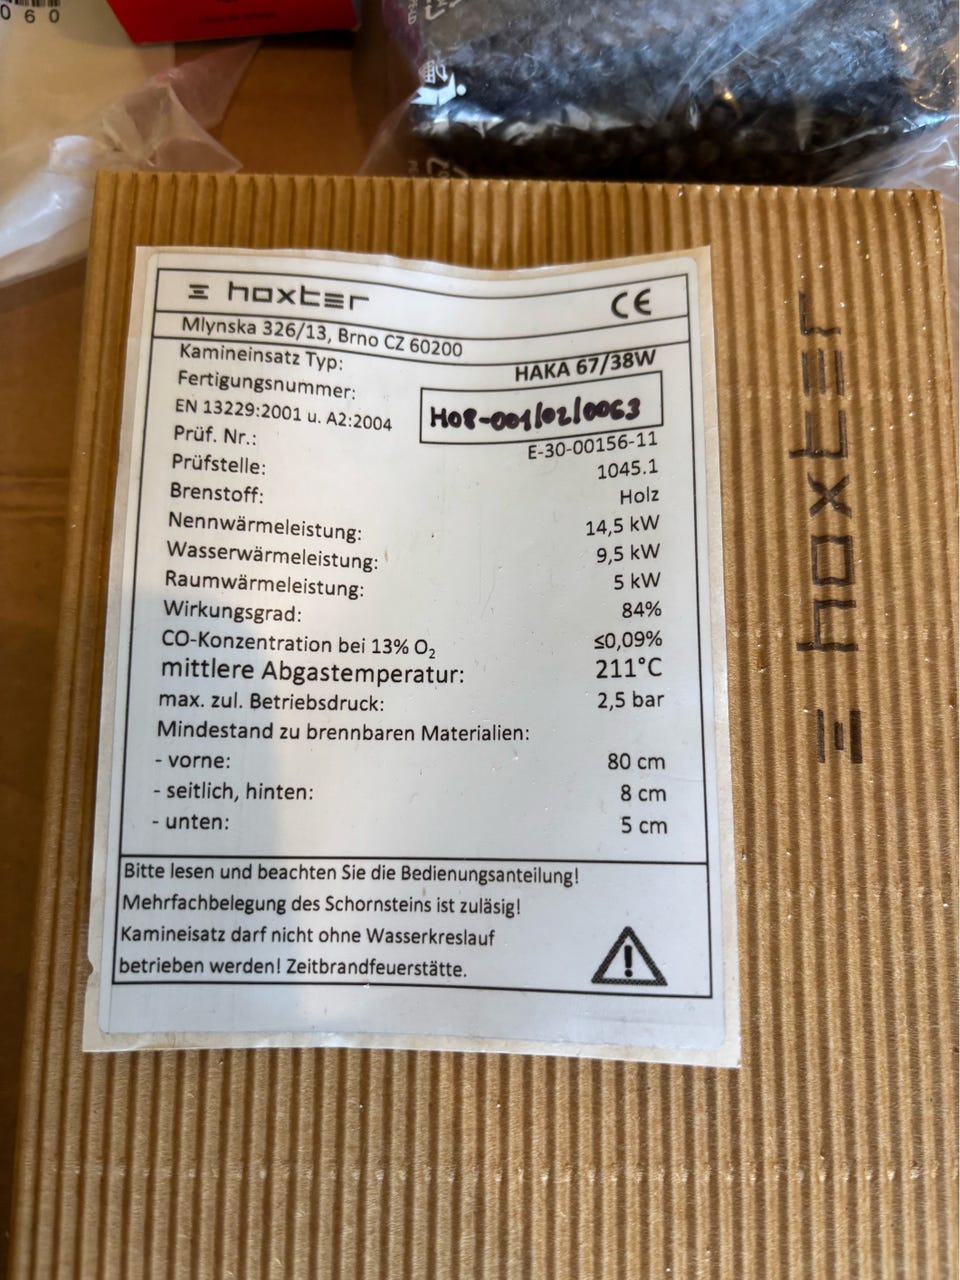 060
hoxter CE
Mlynska 326/13, Brno CZ 60200
Kamineinsatz Typ: HAKA 67/38W
Fertigungsnummer: H08-001/02/0063
EN 13229:2001 u. A2:2004
Prüf. Nr.: E-30-00156-11
Prüfstelle: 1045.1
Brenstoff: Holz
Nennwärmeleistung: 14,5 kW
Wasserwärmeleistung: 9,5 kW
Raumwärmeleistung: 5 kW
Wirkungsgrad: 84%
CO-Konzentration bei 13% O₂ ≤0,09%
mittlere Abgastemperatur: 211°C
max. zul. Betriebsdruck: 2,5 bar
Mindestand zu brennbaren Materialien:
- vorne: 80 cm
- seitlich, hinten: 8 cm
- unten: 5 cm
Bitte lesen und beachten Sie die Bedienungsanteilung!
Mehrfachbelegung des Schornsteins ist zuläsig!
Kamineisatz darf nicht ohne Wasserkreslauf
betrieben werden! Zeitbrandfeuerstätte.
hoxter